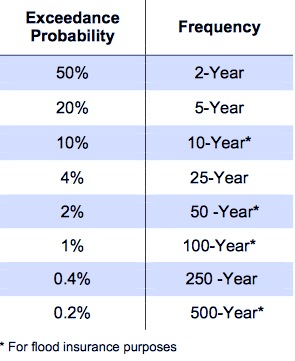 Exceedance Probability Frequency
50% 2-Year
20% 5-Year
10% 10-Year*
4% 25-Year
2% 50 -Year*
1% 100-Year*
0.4% 250 -Year
0.2% 500-Year*
* For flood insurance purposes